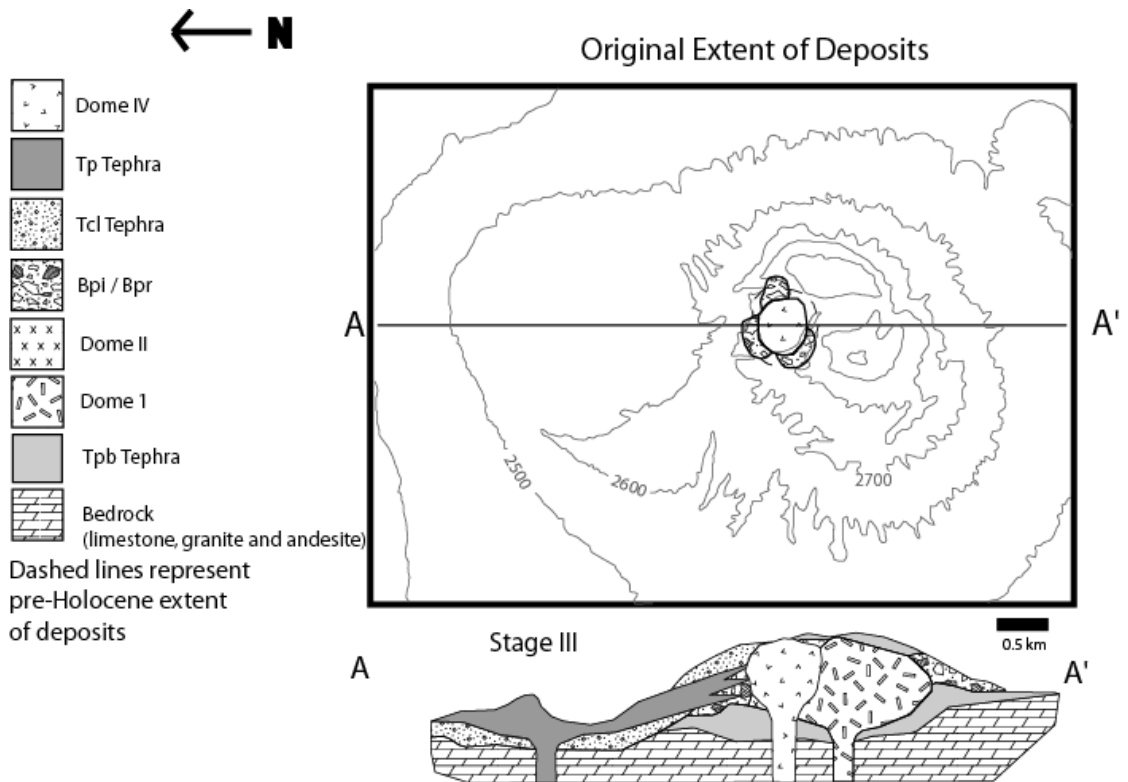 N
Original Extent of Deposits
Dome IV
Tp Tephra
Tcl Tephra
Bpi / Bpr
Dome II
Dome 1
Tpb Tephra
Bedrock
(limestone, granite and andesite)
Dashed lines represent
pre-Holocene extent
of deposits
A
A'
2500
2600
2700
Stage III
0.5 km
A
A'